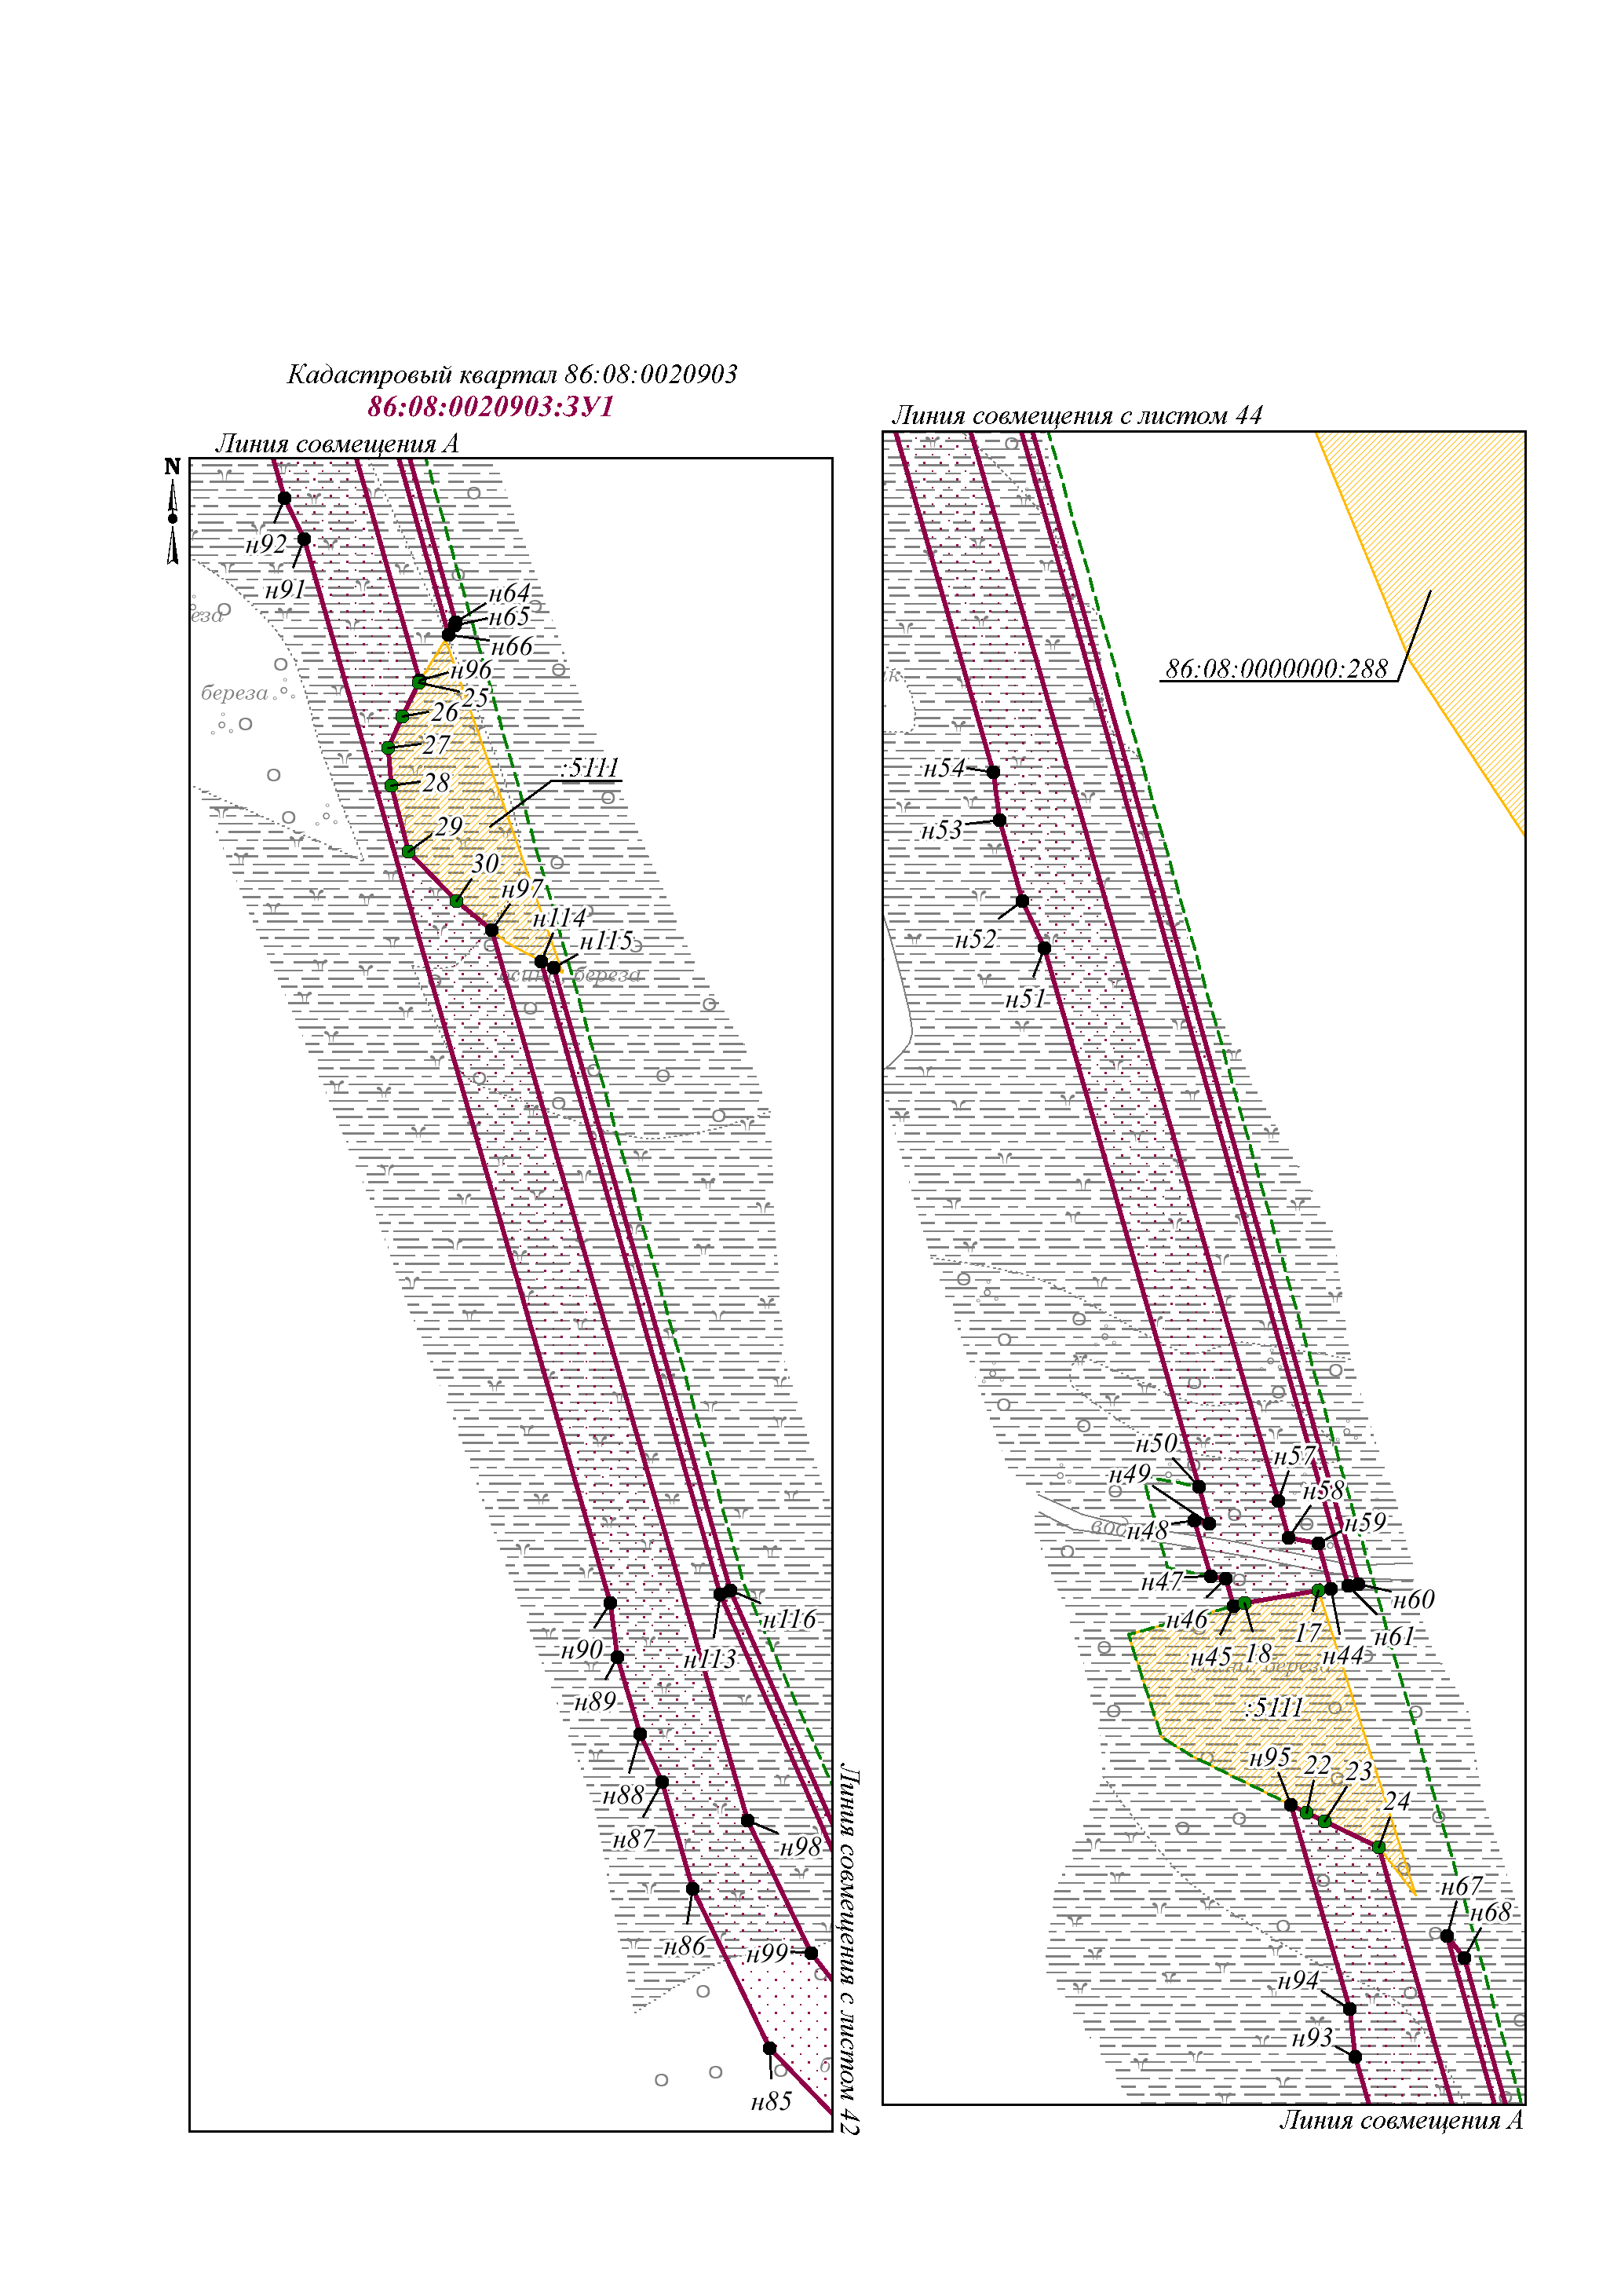 Кадастровый квартал 86:08:0020903
86:08:0020903:ЗУ1
Линия совмещения А
N
н92
н91
н64
н65
н66
еза
н96
береза
25
26
27
:5111
28
29
30
н97
н114
н115
береза
н116
н90
н113
н89
н88
н87
н98
н86
н99
н85
Линия совмещения с листом 42
Линия совмещения с листом 44
86:08:0000000:288
н54
н53
н52
н51
н50
н49
н57
н58
н48
н59
н47
н60
н46
17
н61
н45
18
н44
береза
:5111
н95
22
23
24
н67
н68
н94
н93
Линия совмещения А